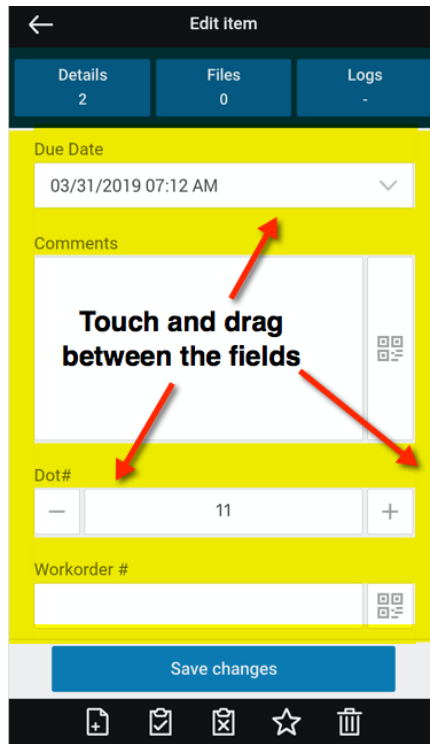 Edit item
Details Files Logs
2 0 -
Due Date
03/31/2019 07:12 AM
Comments
Touch and drag
between the fields
Dot#
− 11 +
Workorder #
Save changes